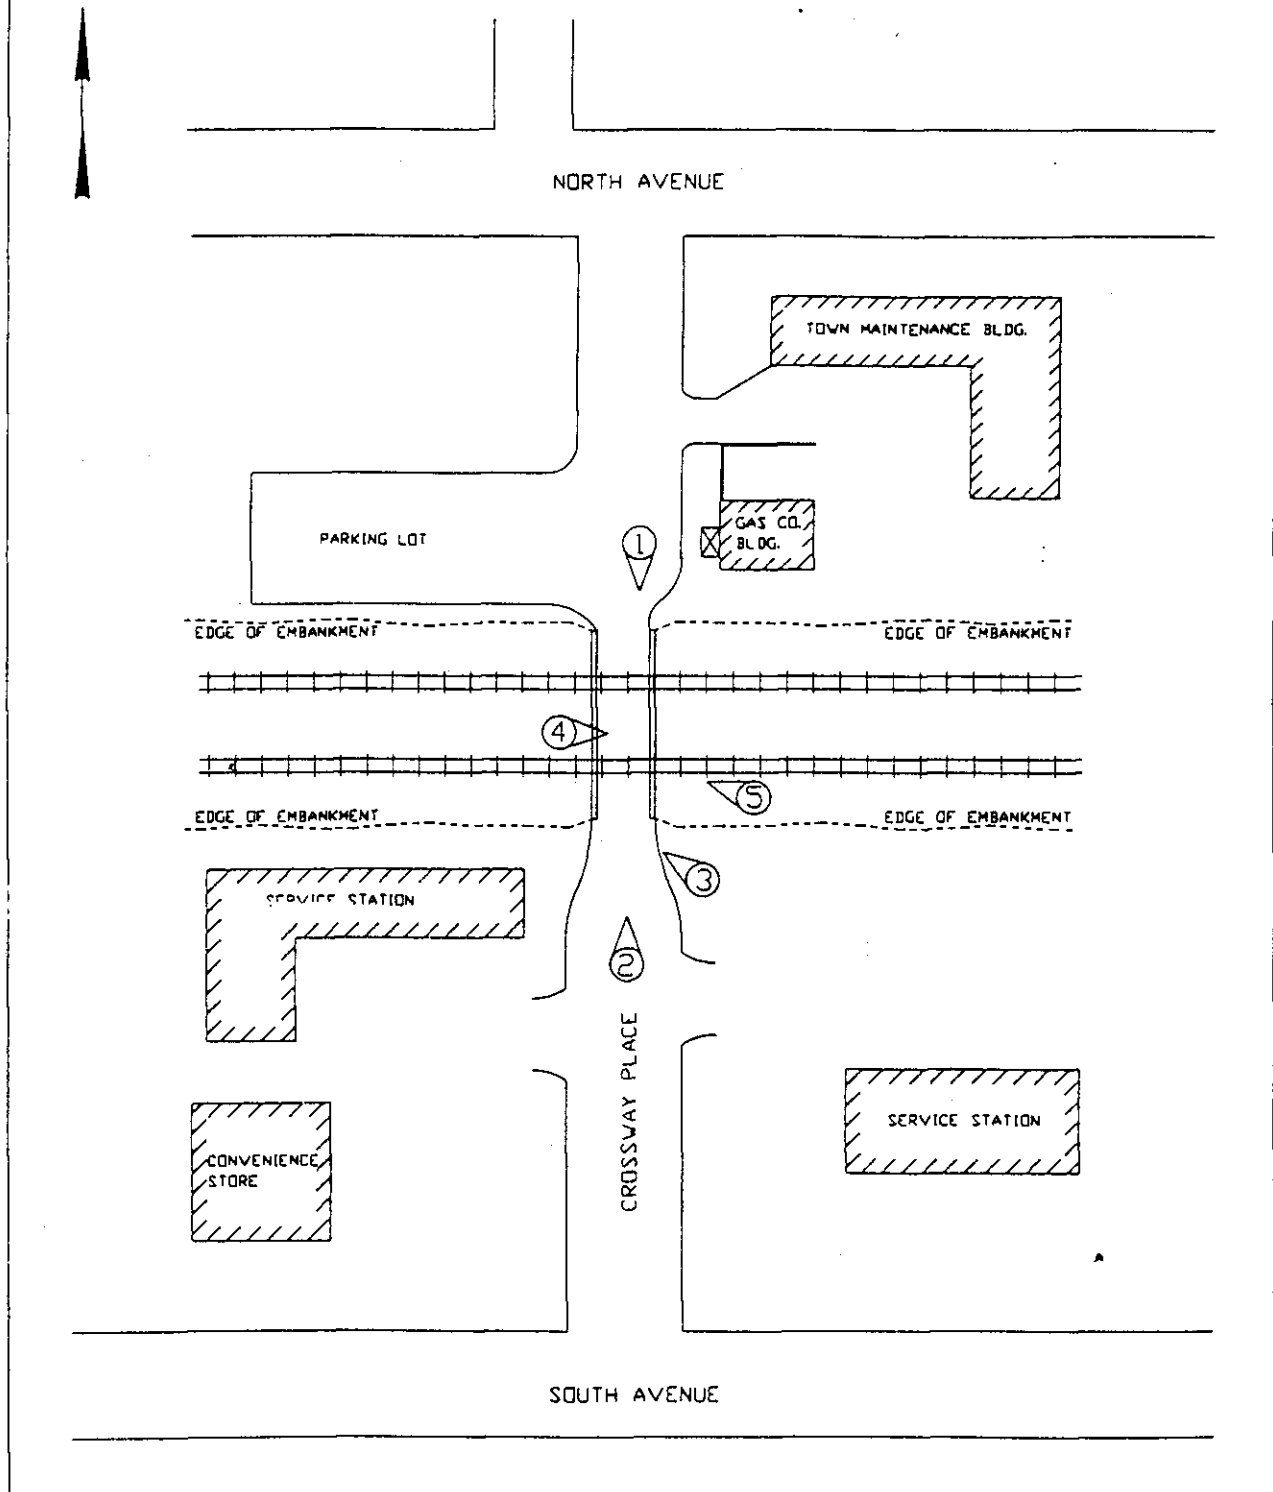 NORTH AVENUE
TOWN MAINTENANCE BLDG.
GAS CO.
BLDG.
PARKING LOT
1
EDGE OF EMBANKMENT
EDGE OF EMBANKMENT
4
5
EDGE OF EMBANKMENT
EDGE OF EMBANKMENT
3
SERVICE STATION
2
CROSSWAY PLACE
SERVICE STATION
CONVENIENCE
STORE
SOUTH AVENUE